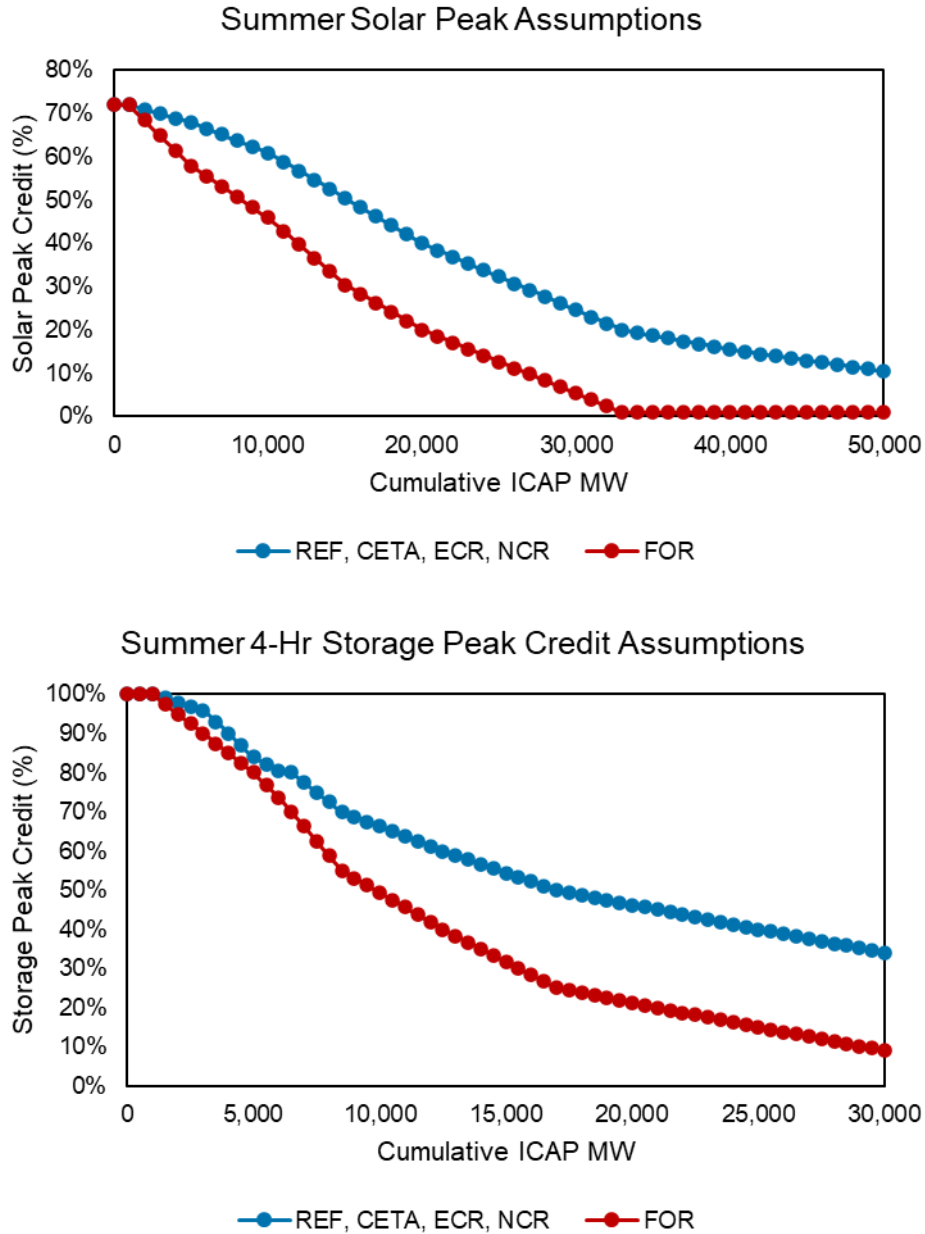 Summer Solar Peak Assumptions
Solar Peak Credit (%)
80%
70%
60%
50%
40%
30%
20%
10%
0%
0 10,000 20,000 30,000 40,000 50,000
Cumulative ICAP MW
REF, CETA, ECR, NCR FOR
Summer 4-Hr Storage Peak Credit Assumptions
Storage Peak Credit (%)
100%
90%
80%
70%
60%
50%
40%
30%
20%
10%
0%
0 5,000 10,000 15,000 20,000 25,000 30,000
Cumulative ICAP MW
REF, CETA, ECR, NCR FOR